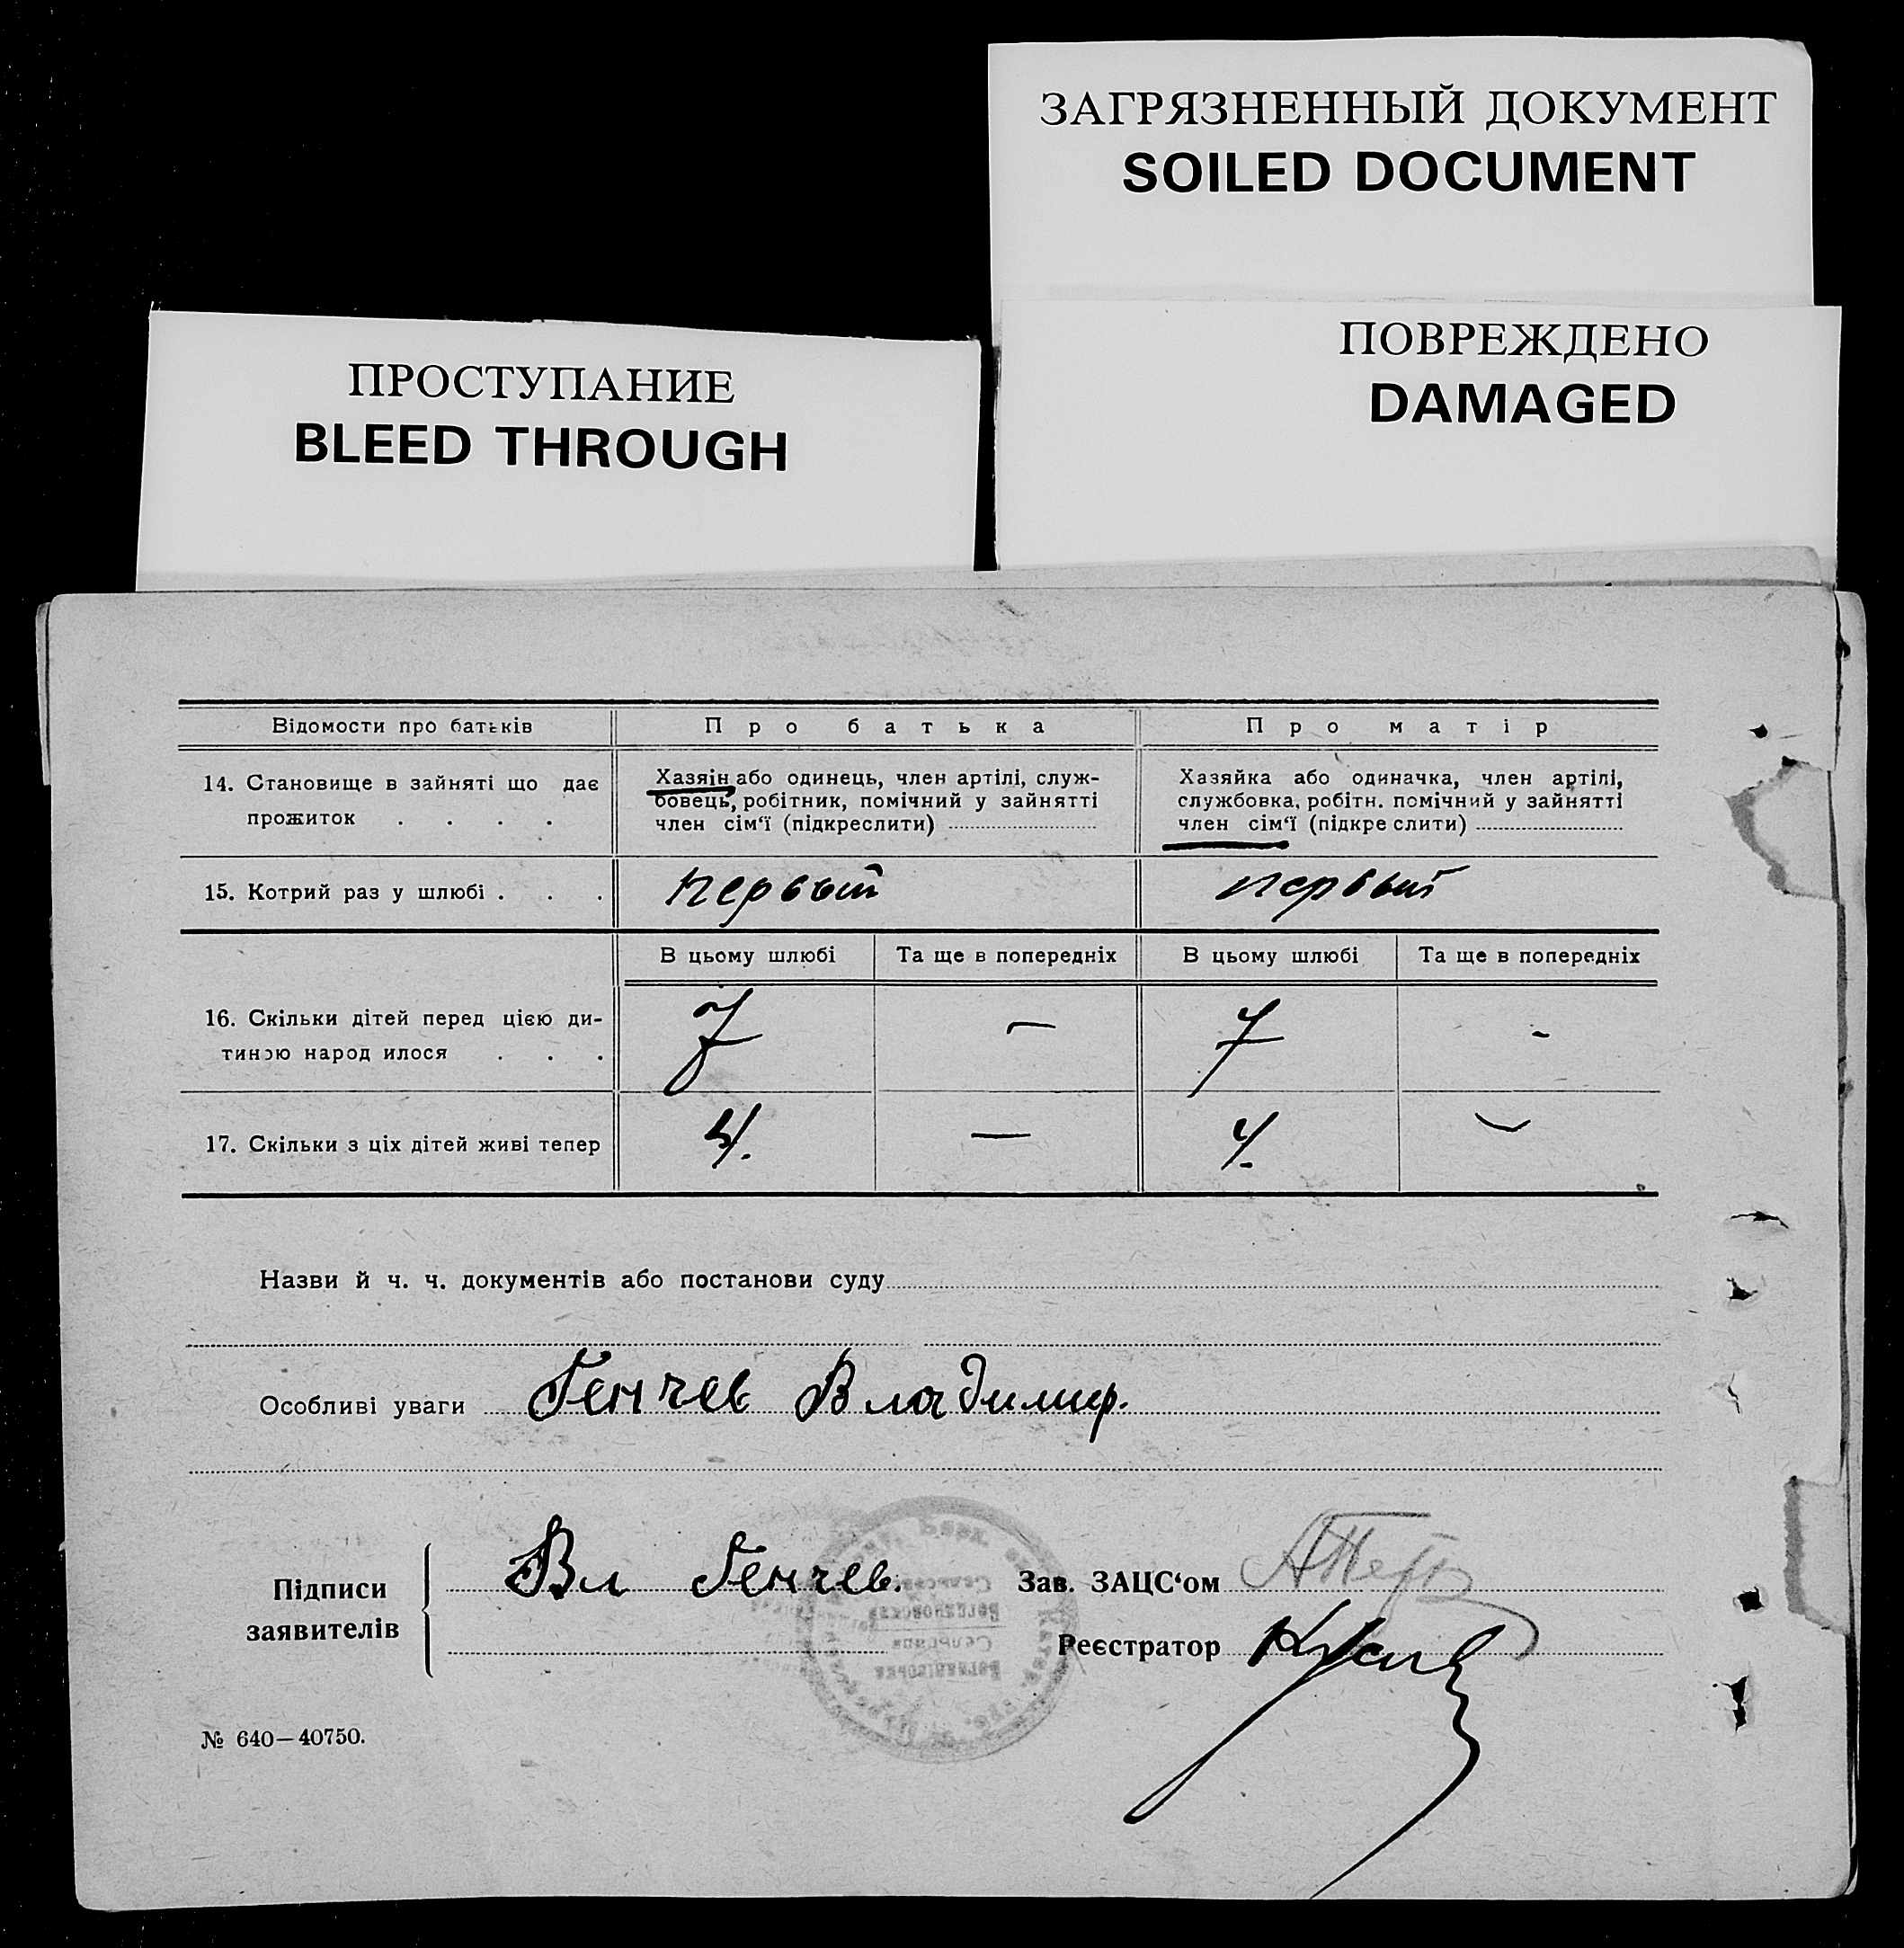 ЗАГРЯЗНЕННЫЙ ДОКУМЕНТ
SOILED DOCUMENT
ПОВРЕЖДЕНО
DAMAGED
ПРОСТУПАНИЕ
BLEED THROUGH
Відомости про батьків Про батька Про матір
14. Становище в зайняті що дає прожиток . . . .
Хазяін або одинець, член артілі, служ-
бовець, робітник, помічний у зайнятті
член сім‘ї (підкреслити)
Хазяйка або одиначка, член артілі,
службовка, робітн. помічний у зайнятті
член сім‘ї (підкре слити)
15. Котрий раз у шлюбі . . . первый первый
В цьому шлюбі Та ще в попередніх В цьому шлюбі Та ще в попередніх
16. Скільки дітей перед цією ди-
тиною народ илося . . . 7 — 7 -
17. Скільки з ціх дітей живі тепер 4. — 4. —
Назви й ч. ч. документів або постанови суду
Особливі уваги Генчев Владимир.
Підписи
заявителів
Вл Генчев.
Зав. ЗАЦС‘ом
Реєстратор
№ 640—40750.